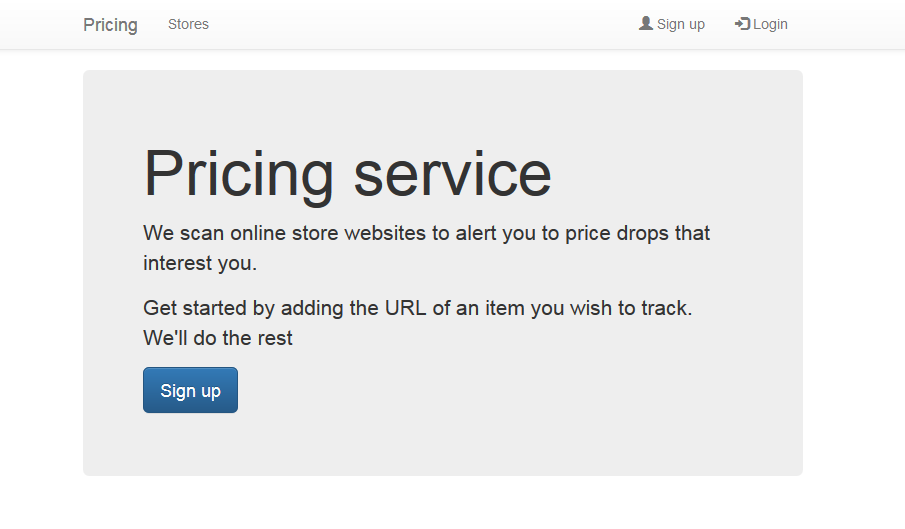 Pricing
Stores
Sign up
Login
Pricing service
We scan online store websites to alert you to price drops that
interest you.
Get started by adding the URL of an item you wish to track.
We'll do the rest
Sign up